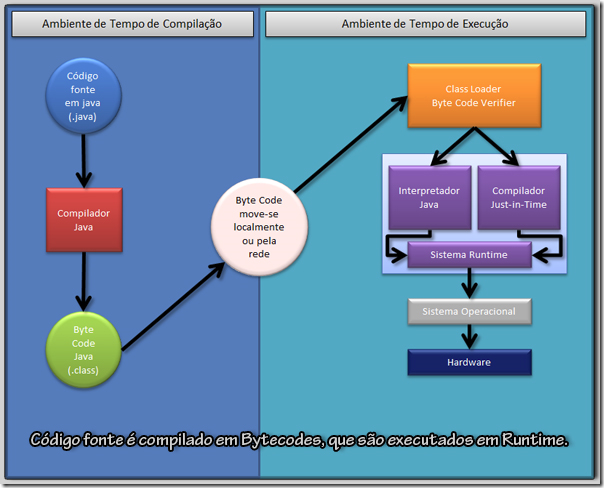 Ambiente de Tempo de Compilação
Ambiente de Tempo de Execução
Código
fonte
em java
(.java)
Compilador
Java
Byte
Code
Java
(.class)
Byte Code
move-se
localmente
ou pela
rede
Class Loader
Byte Code Verifier
Interpretador
Java
Compilador
Just-in-Time
Sistema Runtime
Sistema Operacional
Hardware
Código fonte é compilado em Bytecodes, que são executados em Runtime.